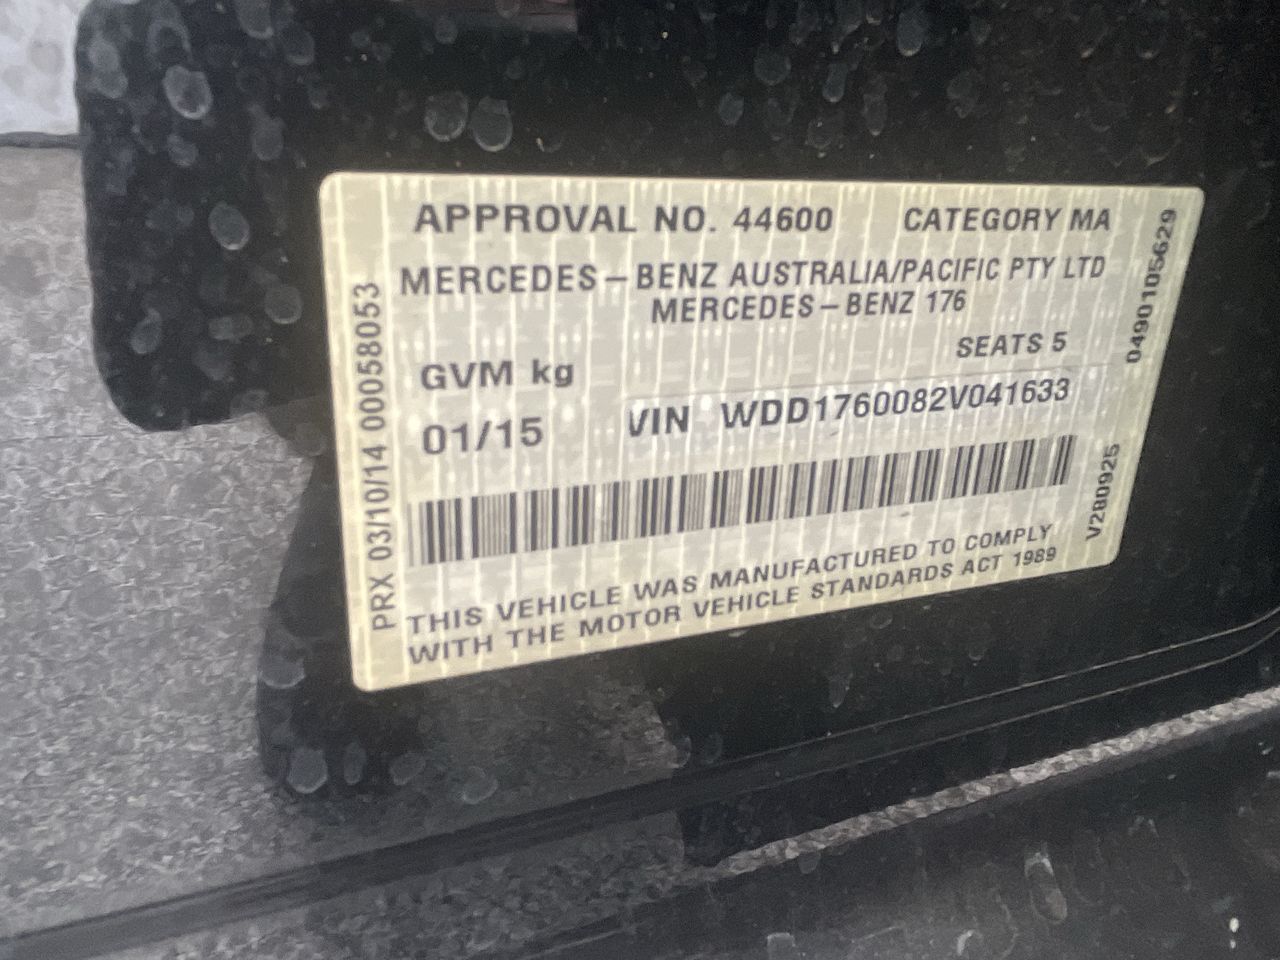 APPROVAL NO. 44600 CATEGORY MA
MERCEDES-BENZ AUSTRALIA/PACIFIC PTY LTD
MERCEDES-BENZ 176
SEATS 5
GVM kg
01/15 VIN WDD1760082V041633
THIS VEHICLE WAS MANUFACTURED TO COMPLY
WITH THE MOTOR VEHICLE STANDARDS ACT 1989
PRX 03/10/14 00058053
0490105629
V280925